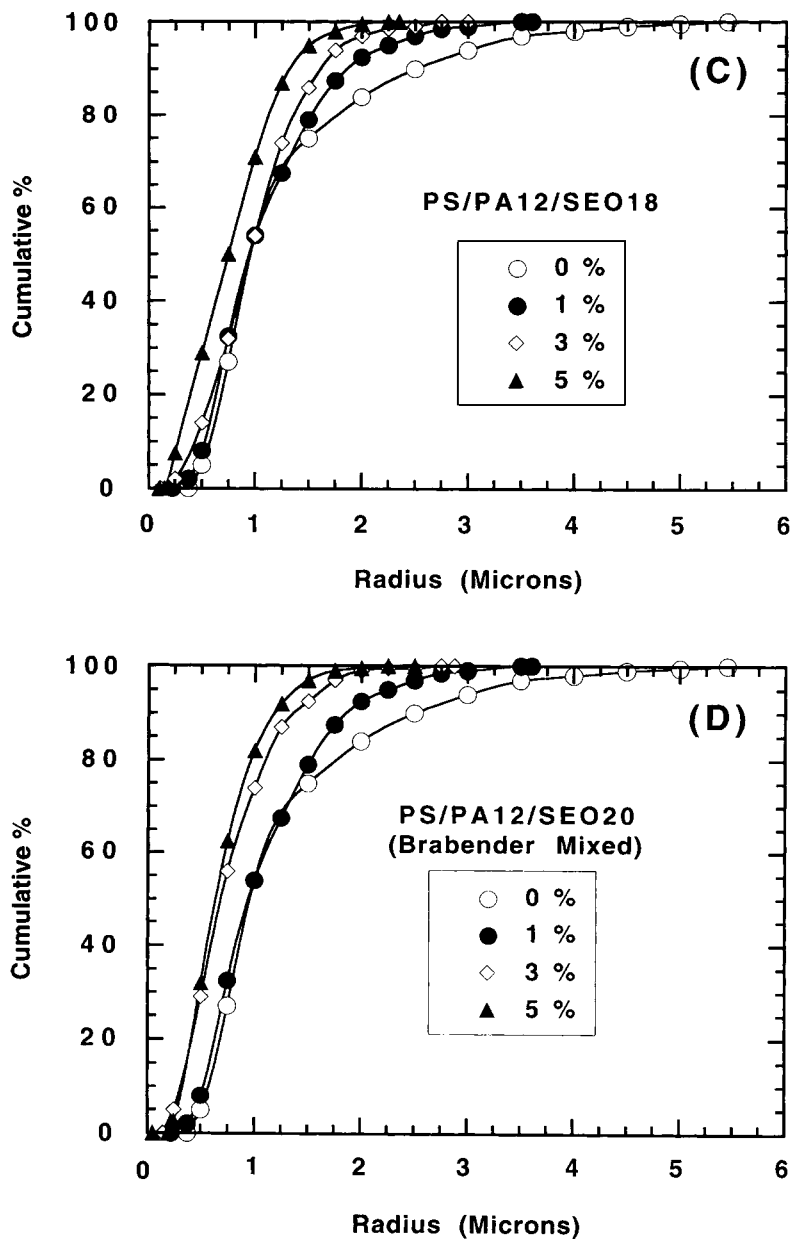 100
80
60
40
20
0
Cumulative %
(C)
PS/PA12/SEO18
0 %
1 %
3 %
5 %
0 1 2 3 4 5 6
Radius (Microns)
100
80
60
40
20
0
Cumulative %
(D)
PS/PA12/SEO20
(Brabender Mixed)
0 %
1 %
3 %
5 %
0 1 2 3 4 5 6
Radius (Microns)